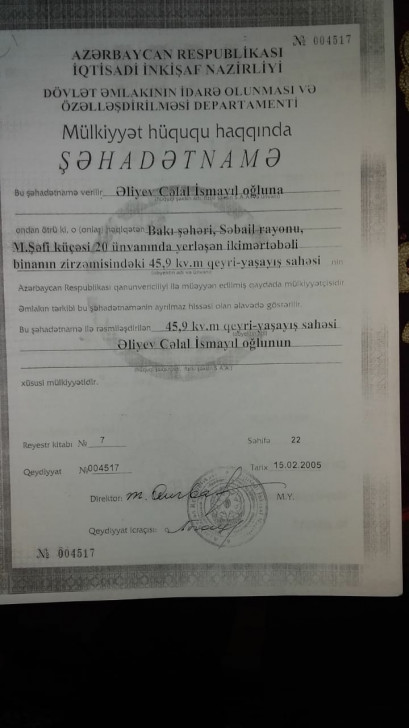 № 004517
AZƏRBAYCAN RESPUBLİKASI
İQTİSADİ İNKİŞAF NAZİRLİYİ
DÖVLƏT ƏMLAKININ İDARƏ OLUNMASI VƏ
ÖZƏLLƏŞDİRİLMƏSİ DEPARTAMENTİ
Mülkiyyət hüququ haqqında
ŞƏHADƏTNAMƏ
Bu şəhadətnamə verilir Əliyev Cəlal İsmayıl oğluna
ondan ötrü ki, o (onlar) həqiqətən Bakı şəhəri, Səbail rayonu,
M.Şəfi küçəsi 20 ünvanında yerləşən ikimərtəbəli
binanın zirzəmisindəki 45,9 kv.m qeyri-yaşayış sahəsi nin
Azərbaycan Respublikası qanunvericiliyi ilə müəyyən edilmiş qaydada mülkiyyətçisidir.
Əmlakın tərkibi bu şəhadətnamənin ayrılmaz hissəsi olan əlavədə göstərilir.
Bu şəhadətnamə ilə rəsmiləşdirilən 45,9 kv.m qeyri-yaşayış sahəsi
Əliyev Cəlal İsmayıl oğlunun
xüsusi mülkiyyətidir.
Reyestr kitabı № 7 Səhifə 22
Qeydiyyat №004517 Tarix 15.02.2005
Direktor: M.Y.
Qeydiyyat icraçısı
№ 004517